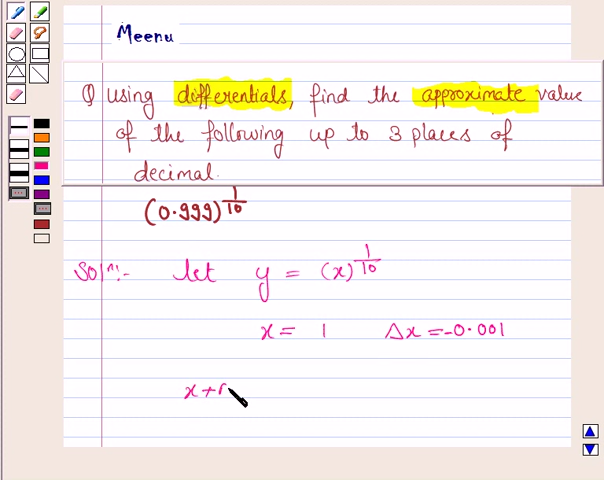 Meenu
Q Using differentials, find the approximate value
of the following up to 3 places of
decimal.
(0.999)^{1/10}
Solⁿ:- let y = (x)^{1/10}
x = 1 Δx = -0.001
x+